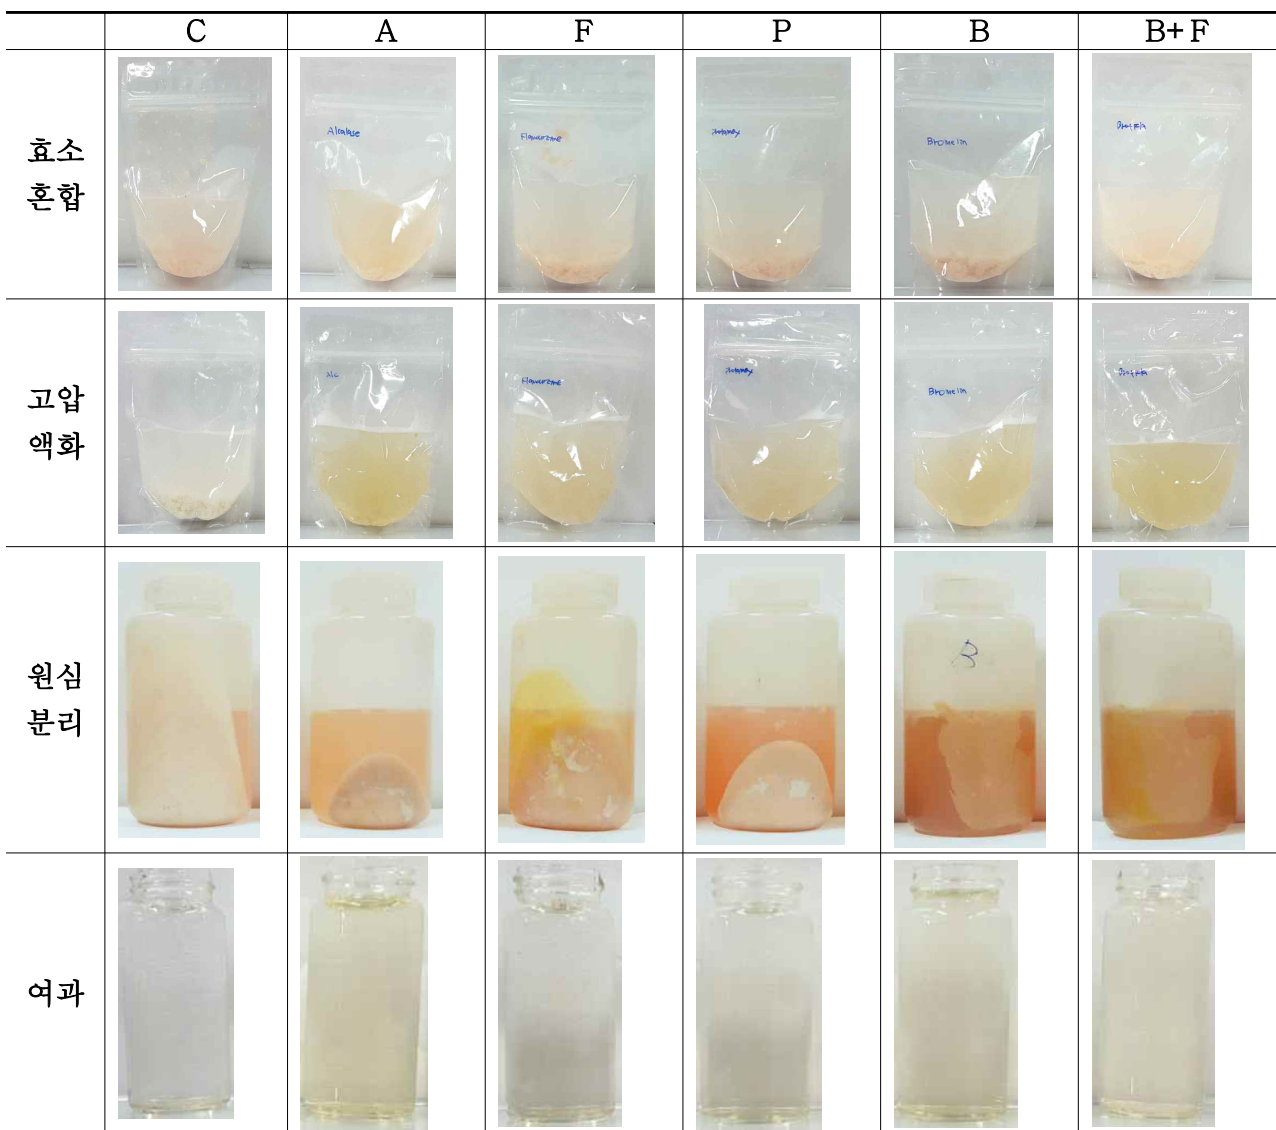 C A F P B B+F
효소
혼합
Alcalase Flavourzyme Bromelin
고압
액화
Alc Flavourzyme Bromelin
원심
분리
B
여과